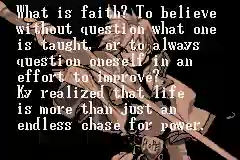 What is faith? To believe
without question what one
is taught, or to always
question oneself in an
effort to improve?
Ky realized that life
is more than just an
endless chase for power.